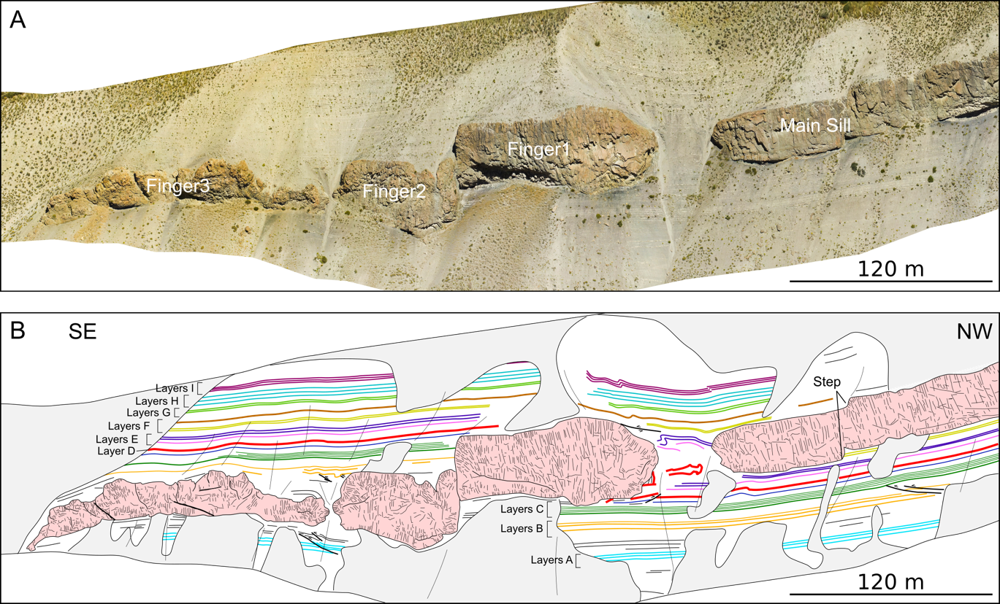 A
Main Sill
Finger1
Finger3
Finger2
120 m
B
SE
NW
Step
Layers I
Layers H
Layers G
Layers F
Layers E
Layer D
Layers C
Layers B
Layers A
120 m